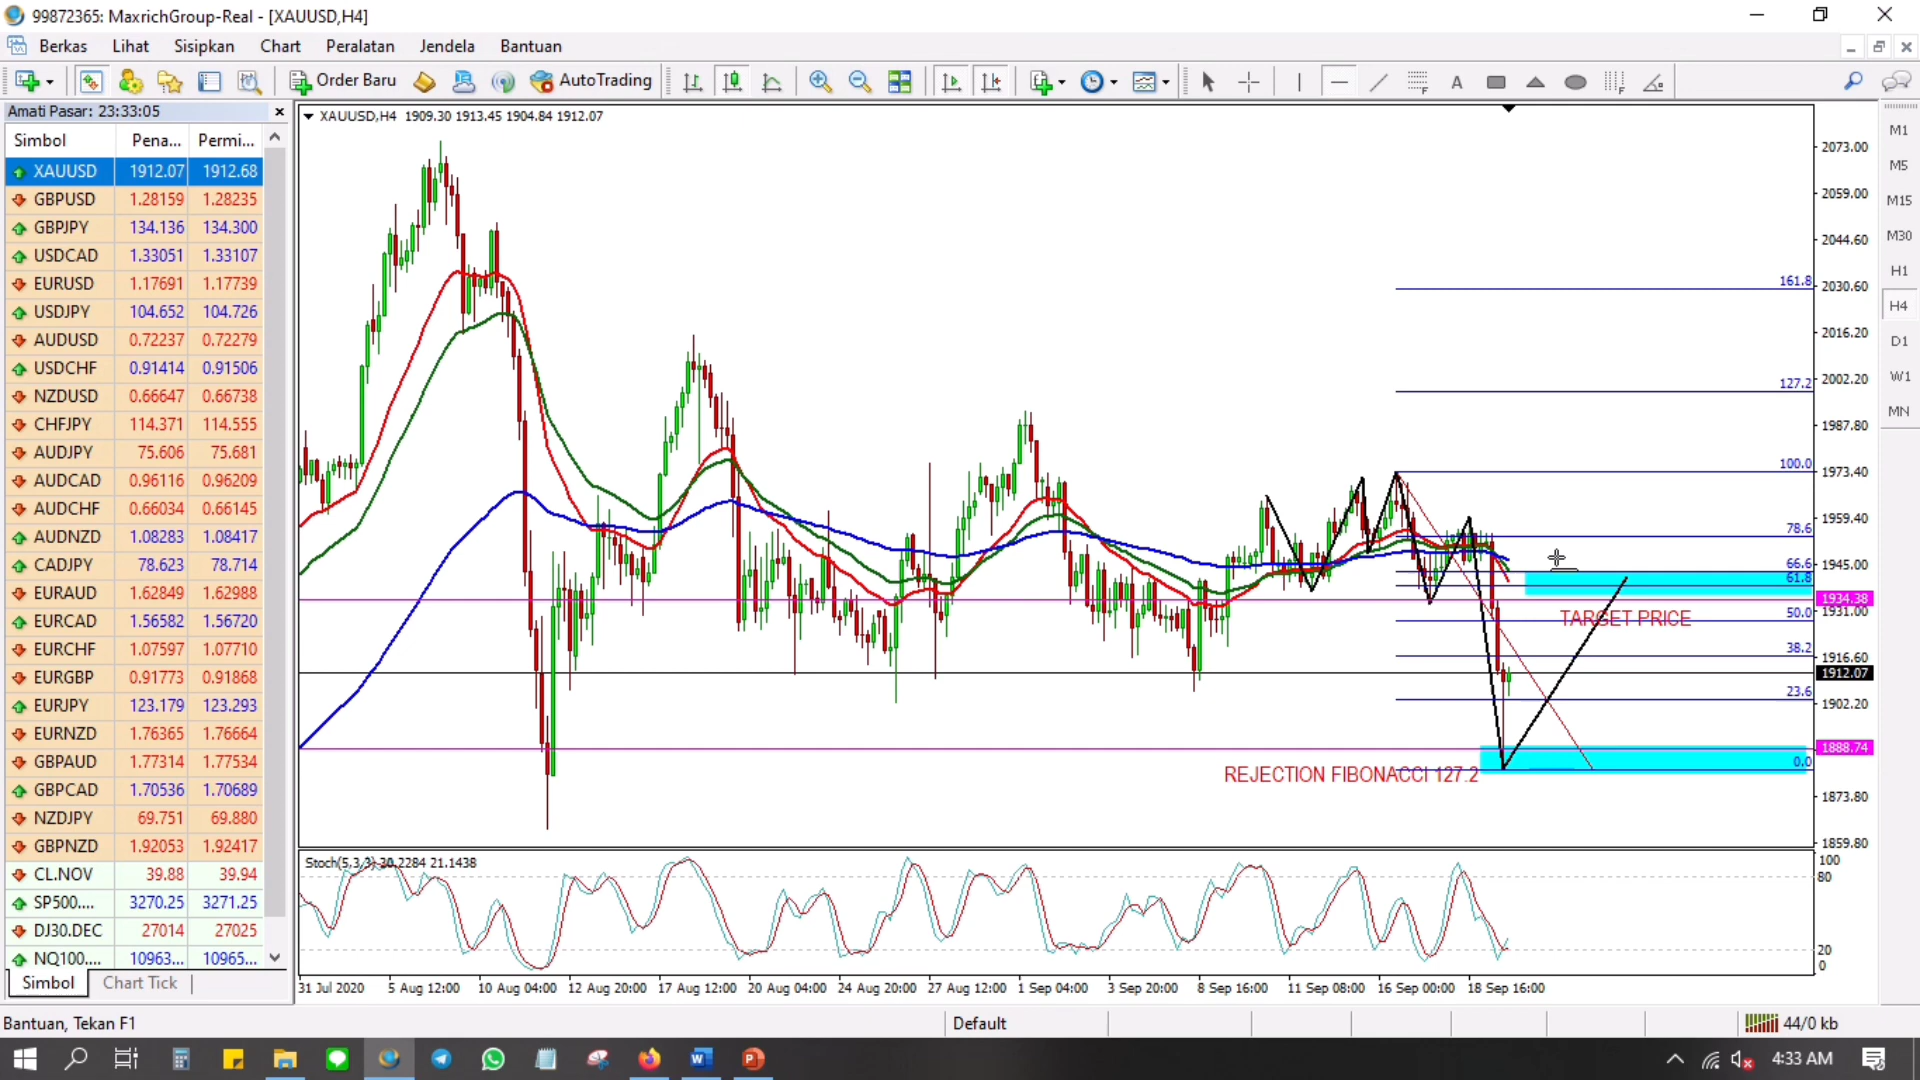 99872365: MaxrichGroup-Real - [XAUUSD,H4]
Berkas Lihat Sisipkan Chart Peralatan Jendela Bantuan
Order Baru AutoTrading A
Amati Pasar: 23:33:05
Simbol Pena... Permi...
XAUUSD 1912.07 1912.68
GBPUSD 1.28159 1.28235
GBPJPY 134.136 134.300
USDCAD 1.33051 1.33107
EURUSD 1.17691 1.17739
USDJPY 104.652 104.726
AUDUSD 0.72237 0.72279
USDCHF 0.91414 0.91506
NZDUSD 0.66647 0.66738
CHFJPY 114.371 114.555
AUDJPY 75.606 75.681
AUDCAD 0.96116 0.96209
AUDCHF 0.66034 0.66145
AUDNZD 1.08283 1.08417
CADJPY 78.623 78.714
EURAUD 1.62849 1.62988
EURCAD 1.56582 1.56720
EURCHF 1.07597 1.07710
EURGBP 0.91773 0.91868
EURJPY 123.179 123.293
EURNZD 1.76365 1.76664
GBPAUD 1.77314 1.77534
GBPCAD 1.70536 1.70689
NZDJPY 69.751 69.880
GBPNZD 1.92053 1.92417
CL.NOV 39.88 39.94
SP500.... 3270.25 3271.25
DJ30.DEC 27014 27025
NQ100.... 10963... 10965...
Simbol Chart Tick
XAUUSD,H4 1909.30 1913.45 1904.84 1912.07
161.8
127.2
100.0
78.6
66.6
61.8
50.0
38.2
23.6
0.0
TARGET PRICE
REJECTION FIBONACCI 127.2
2073.00
2059.00
2044.60
2030.60
2016.20
2002.20
1987.80
1973.40
1959.40
1945.00
1934.38
1931.00
1916.60
1912.07
1902.20
1888.74
1873.80
1859.80
Stoch(5,3,3) 30.2284 21.1438
100
80
20
0
31 Jul 2020 5 Aug 12:00 10 Aug 04:00 12 Aug 20:00 17 Aug 12:00 20 Aug 04:00 24 Aug 20:00 27 Aug 12:00 1 Sep 04:00 3 Sep 20:00 8 Sep 16:00 11 Sep 08:00 16 Sep 00:00 18 Sep 16:00
M1
M5
M15
M30
H1
H4
D1
W1
MN
Bantuan, Tekan F1 Default 44/0 kb
4:33 AM